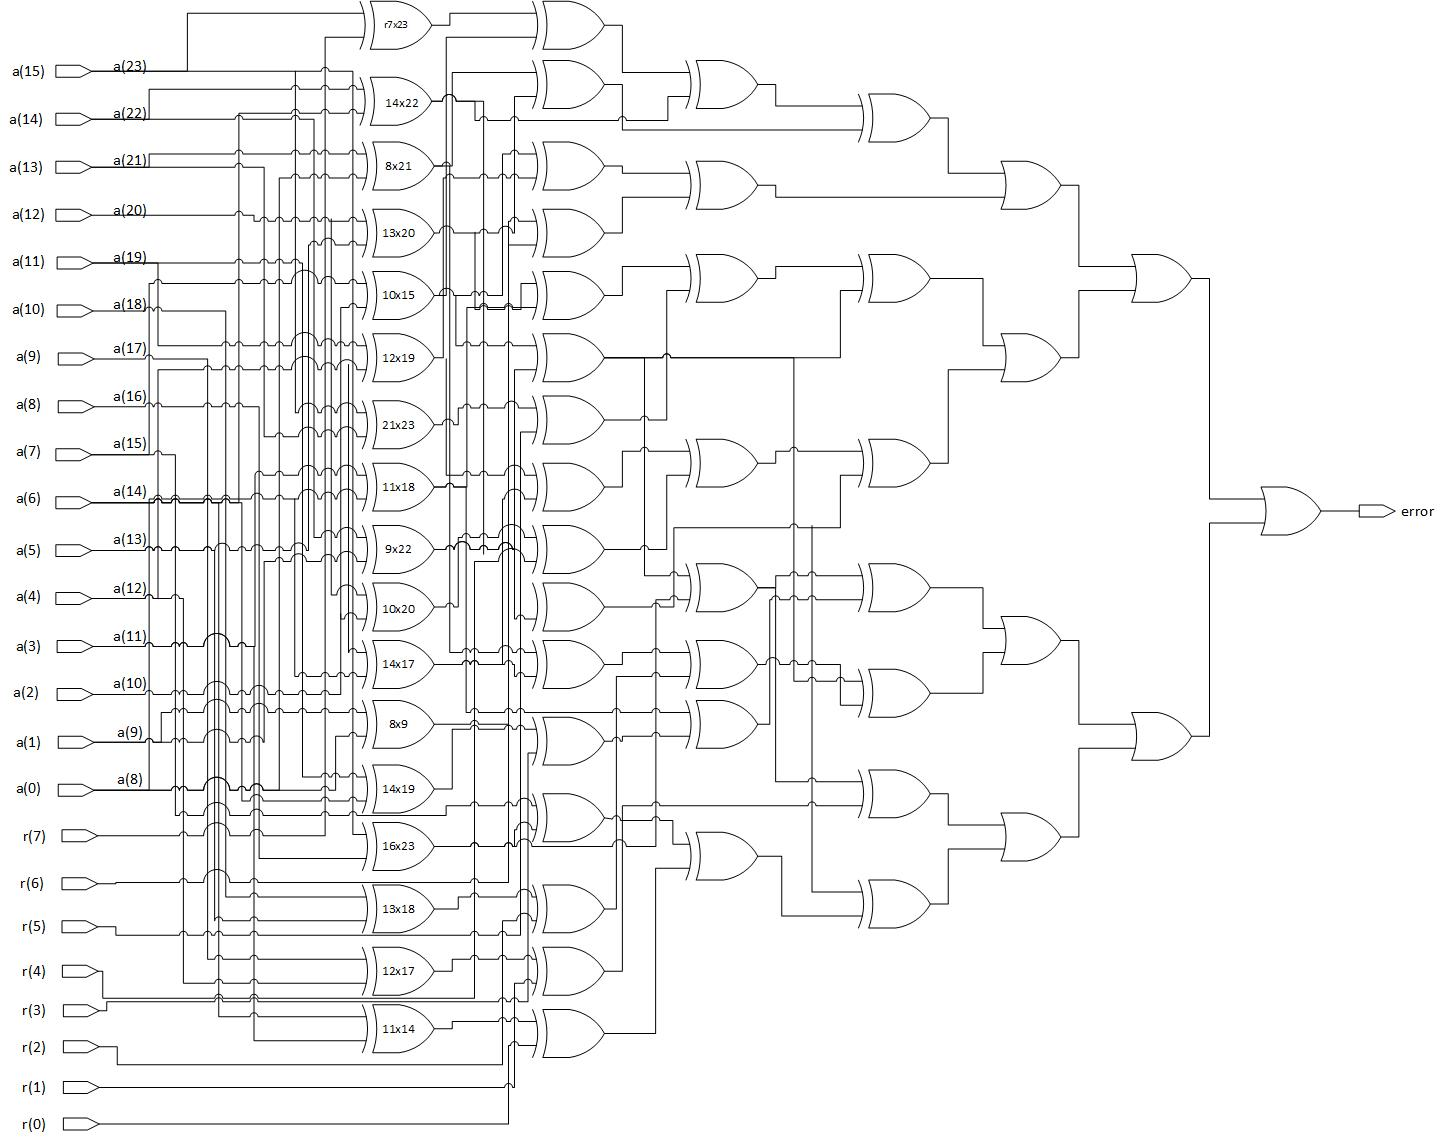 r7x23
a(15) a(23)
14x22
a(14) a(22)
a(13) a(21)
8x21
a(12) a(20)
13x20
a(11) a(19)
10x15
a(10) a(18)
a(9) a(17)
12x19
a(8) a(16)
21x23
a(7) a(15)
11x18
a(6) a(14)
error
a(5) a(13)
9x22
a(4) a(12)
10x20
a(3) a(11)
14x17
a(2) a(10)
8x9
a(1) a(9)
a(0) a(8)
14x19
r(7)
16x23
r(6)
13x18
r(5)
r(4)
12x17
r(3)
11x14
r(2)
r(1)
r(0)